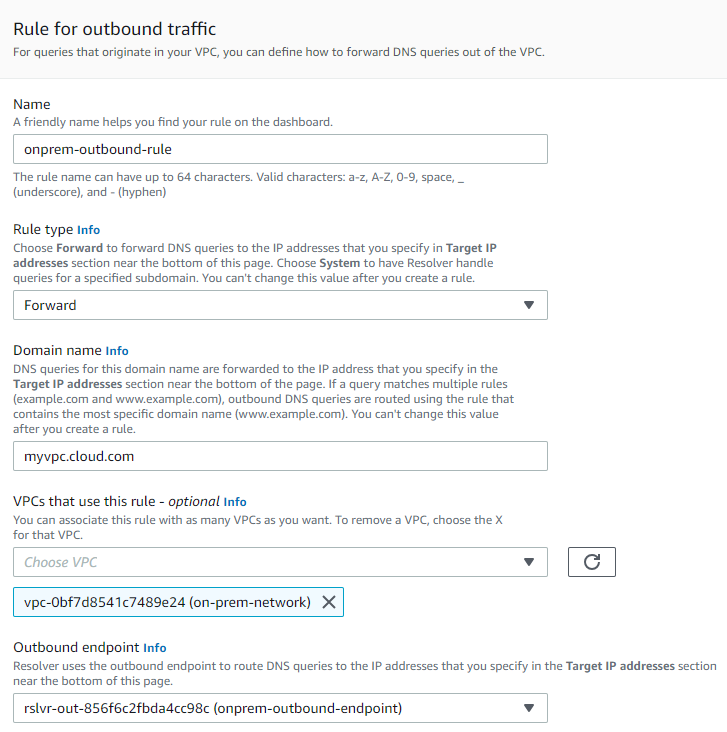 Rule for outbound traffic
For queries that originate in your VPC, you can define how to forward DNS queries out of the VPC.
Name
A friendly name helps you find your rule on the dashboard.
onprem-outbound-rule
The rule name can have up to 64 characters. Valid characters: a-z, A-Z, 0-9, space, _
(underscore), and - (hyphen)
Rule type Info
Choose Forward to forward DNS queries to the IP addresses that you specify in Target IP
addresses section near the bottom of this page. Choose System to have Resolver handle
queries for a specified subdomain. You can't change this value after you create a rule.
Forward
Domain name Info
DNS queries for this domain name are forwarded to the IP address that you specify in the
Target IP addresses section near the bottom of the page. If a query matches multiple rules
(example.com and www.example.com), outbound DNS queries are routed using the rule that
contains the most specific domain name (www.example.com). You can't change this value
after you create a rule.
myvpc.cloud.com
VPCs that use this rule - optional Info
You can associate this rule with as many VPCs as you want. To remove a VPC, choose the X
for that VPC.
Choose VPC
vpc-0bf7d8541c7489e24 (on-prem-network)
Outbound endpoint Info
Resolver uses the outbound endpoint to route DNS queries to the IP addresses that you specify in the Target IP addresses section
near the bottom of this page.
rslvr-out-856f6c2fbda4cc98c (onprem-outbound-endpoint)